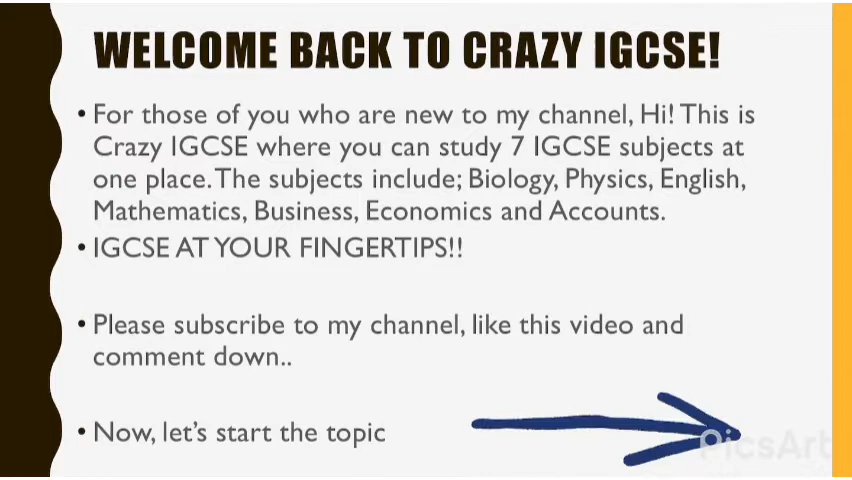 WELCOME BACK TO CRAZY IGCSE!
• For those of you who are new to my channel, Hi! This is
Crazy IGCSE where you can study 7 IGCSE subjects at
one place. The subjects include; Biology, Physics, English,
Mathematics, Business, Economics and Accounts.
• IGCSE AT YOUR FINGERTIPS!!
• Please subscribe to my channel, like this video and
comment down..
• Now, let's start the topic
PicsArt